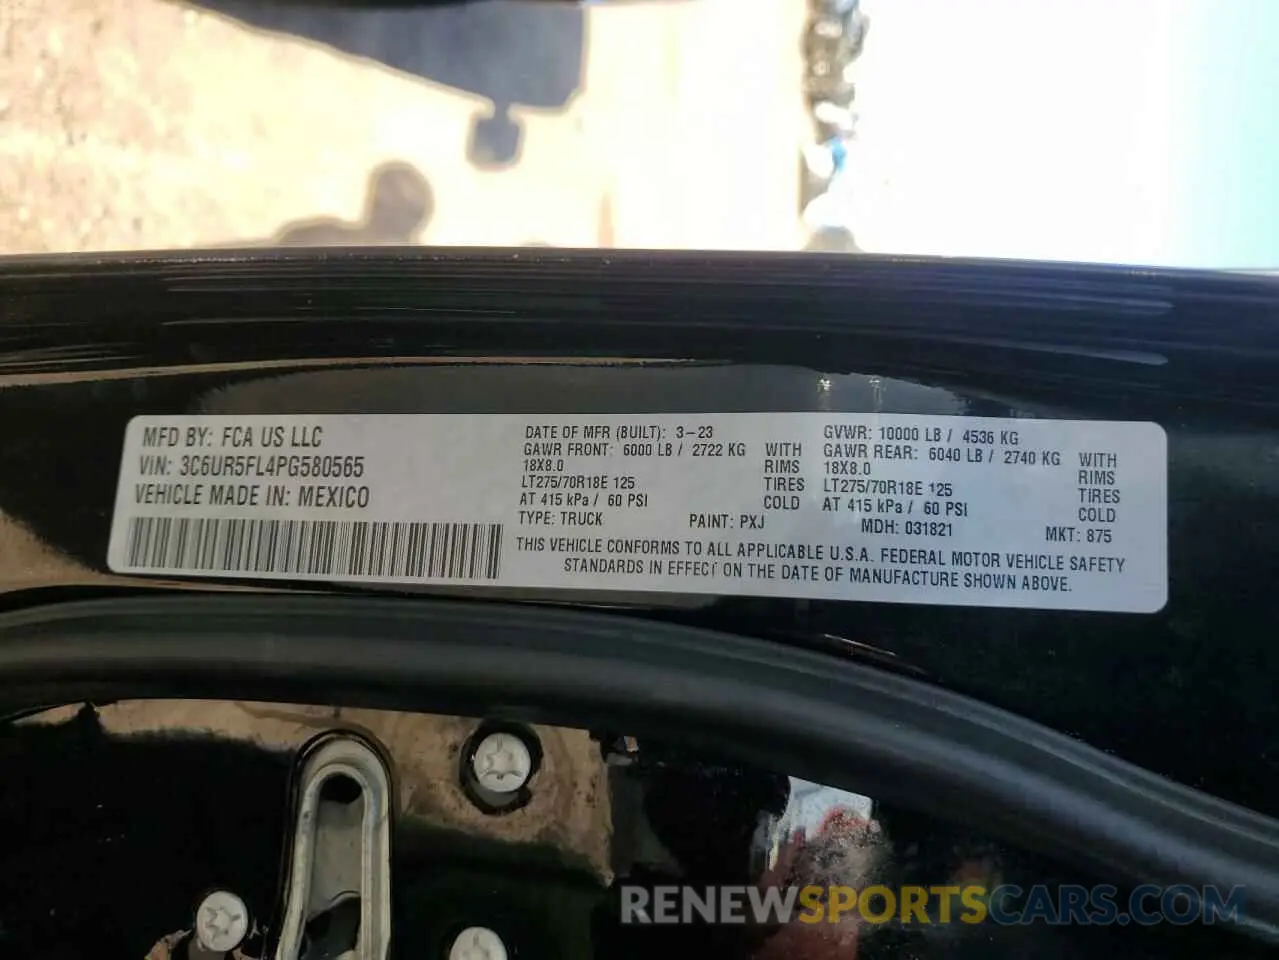 MFD BY: FCA US LLC
VIN: 3C6UR5FL4PG580565
VEHICLE MADE IN: MEXICO
DATE OF MFR (BUILT): 3-23
GAWR FRONT: 6000 LB / 2722 KG WITH
18X8.0 RIMS
LT275/70R18E 125 TIRES
AT 415 kPa / 60 PSI COLD
TYPE: TRUCK PAINT: PXJ
GVWR: 10000 LB / 4536 KG
GAWR REAR: 6040 LB / 2740 KG WITH
18X8.0 RIMS
LT275/70R18E 125 TIRES
AT 415 kPa / 60 PSI COLD
MDH: 031821 MKT: 875
THIS VEHICLE CONFORMS TO ALL APPLICABLE U.S.A. FEDERAL MOTOR VEHICLE SAFETY
STANDARDS IN EFFECT ON THE DATE OF MANUFACTURE SHOWN ABOVE.
RENEWSPORTSCARS.COM